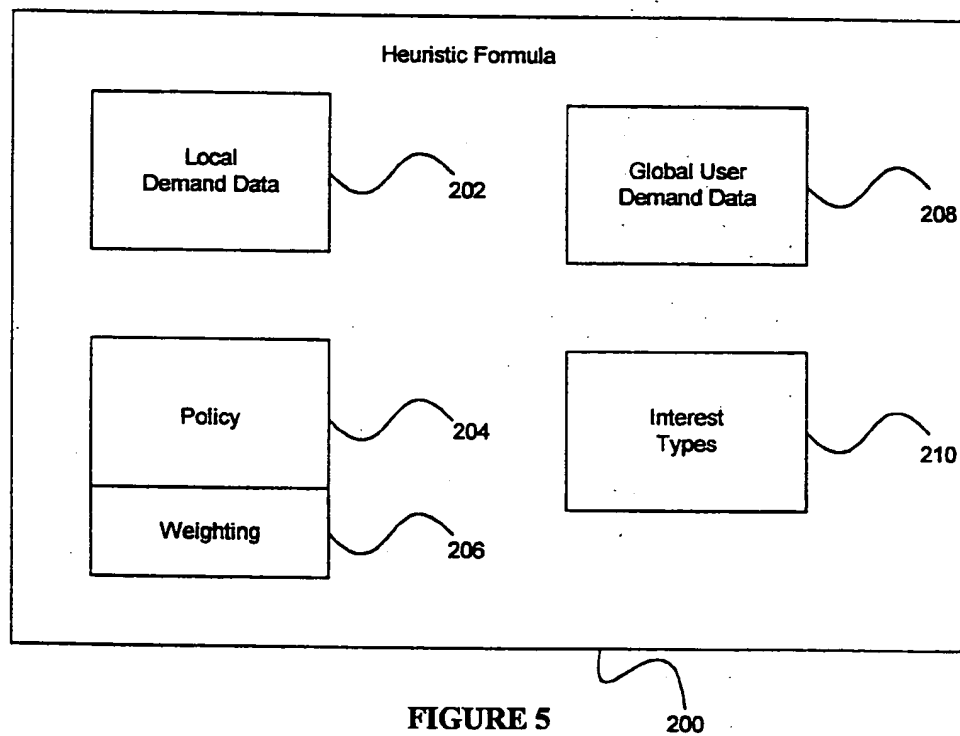 Heuristic Formula
Local
Demand Data
202
Global User
Demand Data
208
Policy
204
Weighting
206
Interest
Types
210
FIGURE 5
200